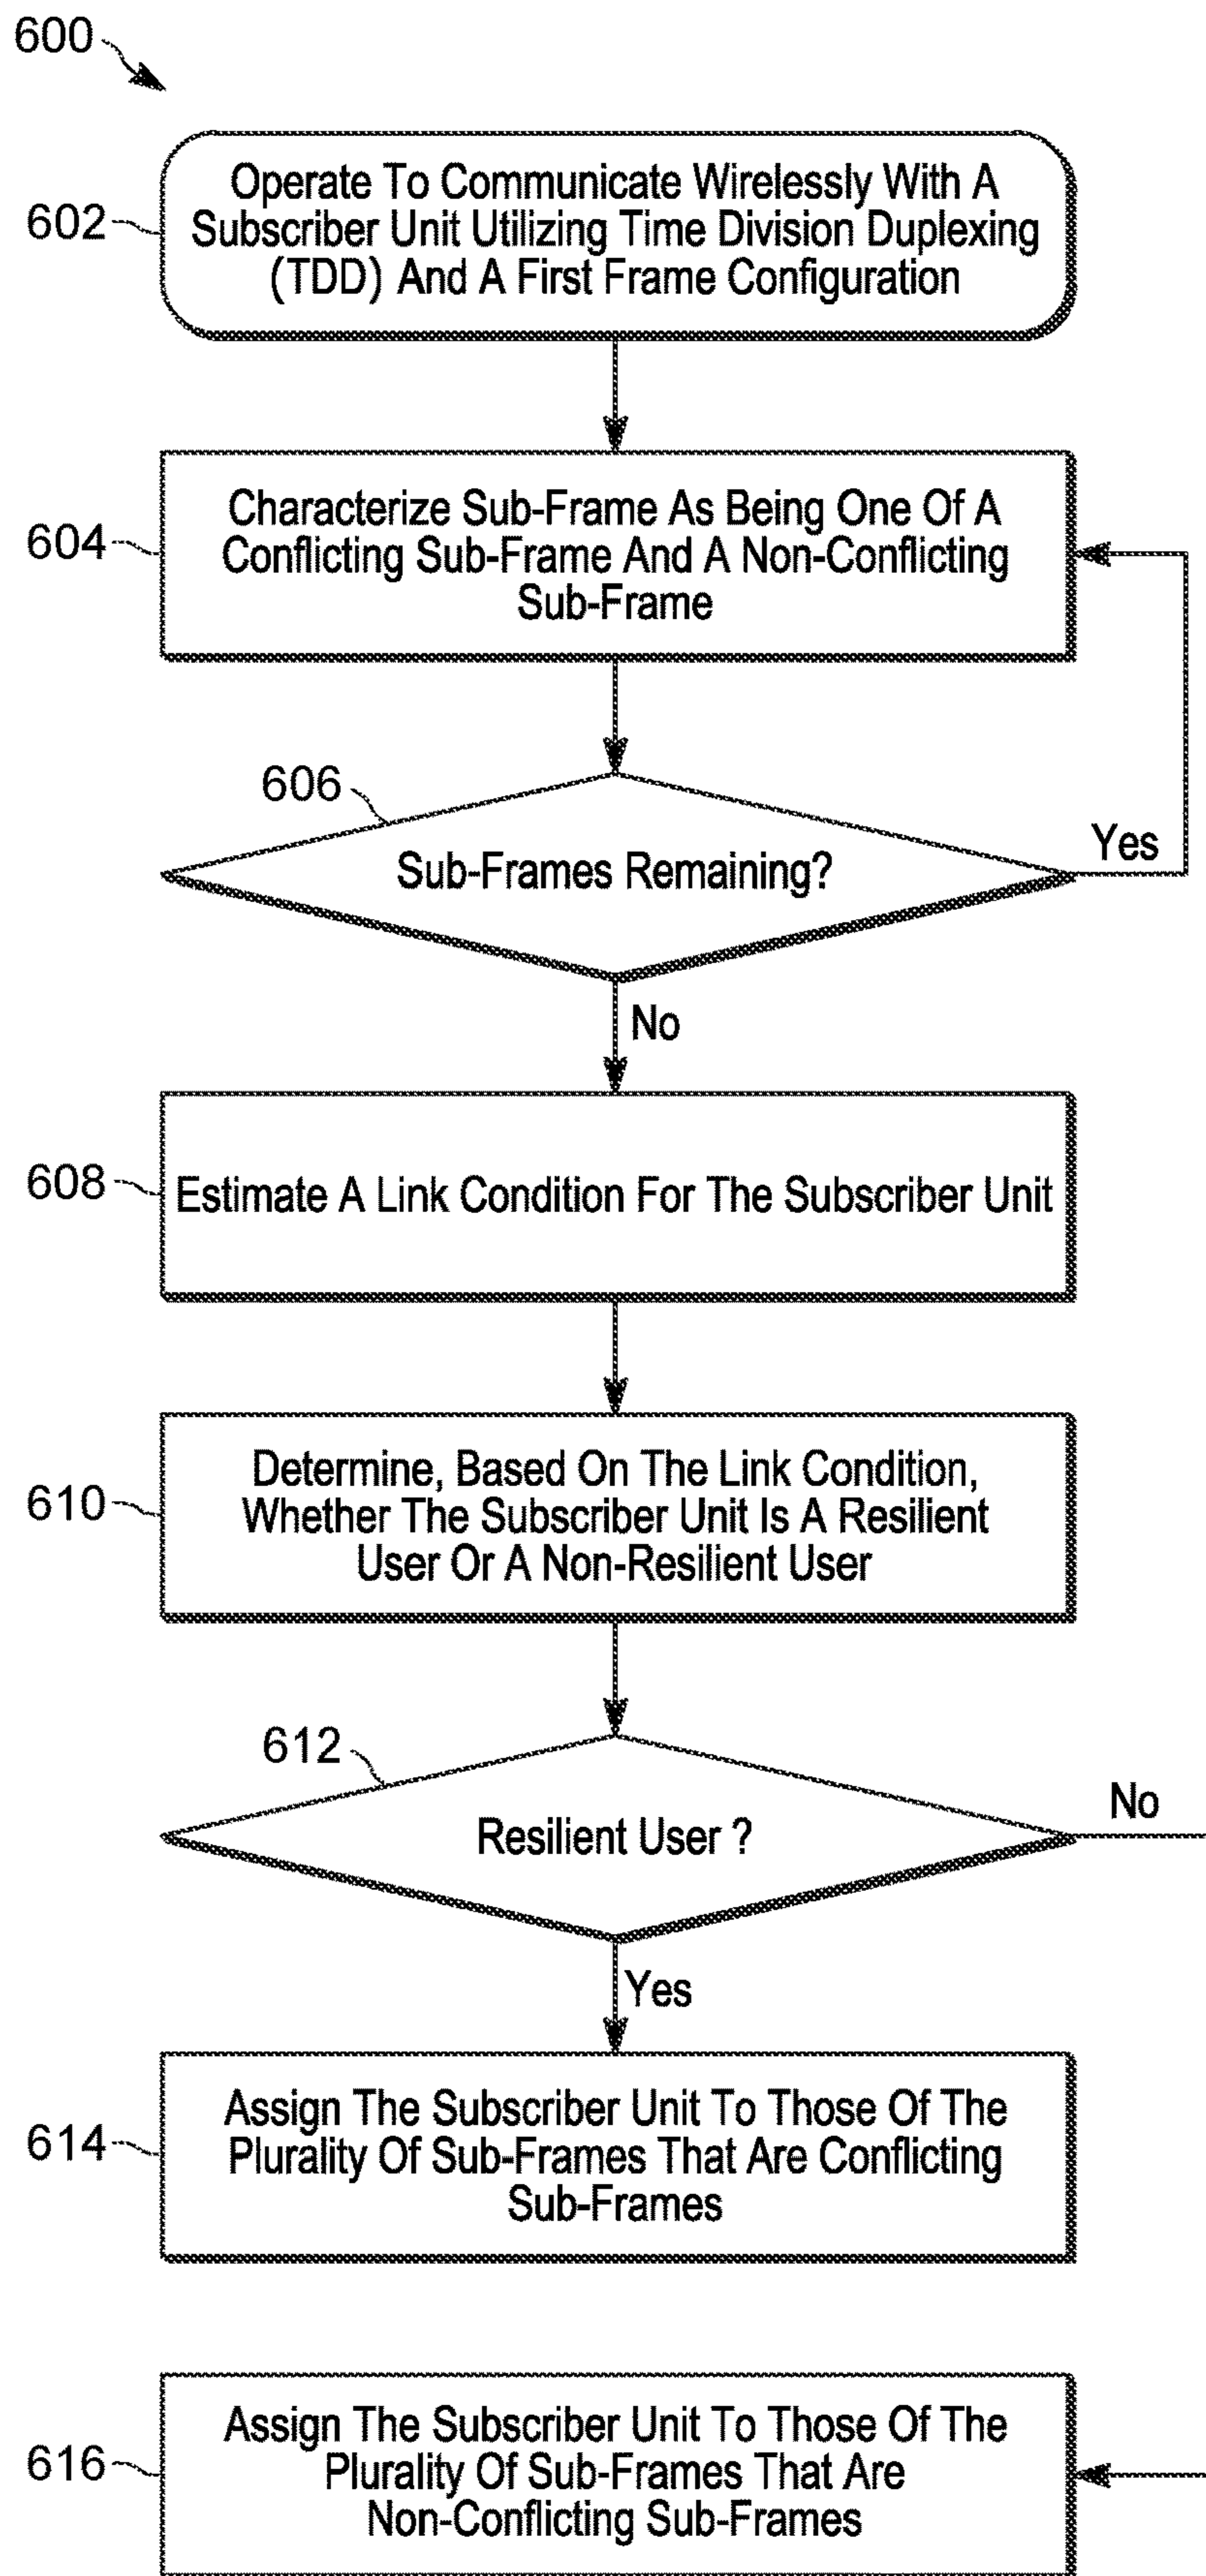 600
602
Operate To Communicate Wirelessly With A
Subscriber Unit Utilizing Time Division Duplexing
(TDD) And A First Frame Configuration
604
Characterize Sub-Frame As Being One Of A
Conflicting Sub-Frame And A Non-Conflicting
Sub-Frame
606
Sub-Frames Remaining?
Yes
No
608
Estimate A Link Condition For The Subscriber Unit
610
Determine, Based On The Link Condition,
Whether The Subscriber Unit Is A Resilient
User Or A Non-Resilient User
612
Resilient User ?
No
Yes
614
Assign The Subscriber Unit To Those Of The
Plurality Of Sub-Frames That Are Conflicting
Sub-Frames
616
Assign The Subscriber Unit To Those Of The
Plurality Of Sub-Frames That Are
Non-Conflicting Sub-Frames